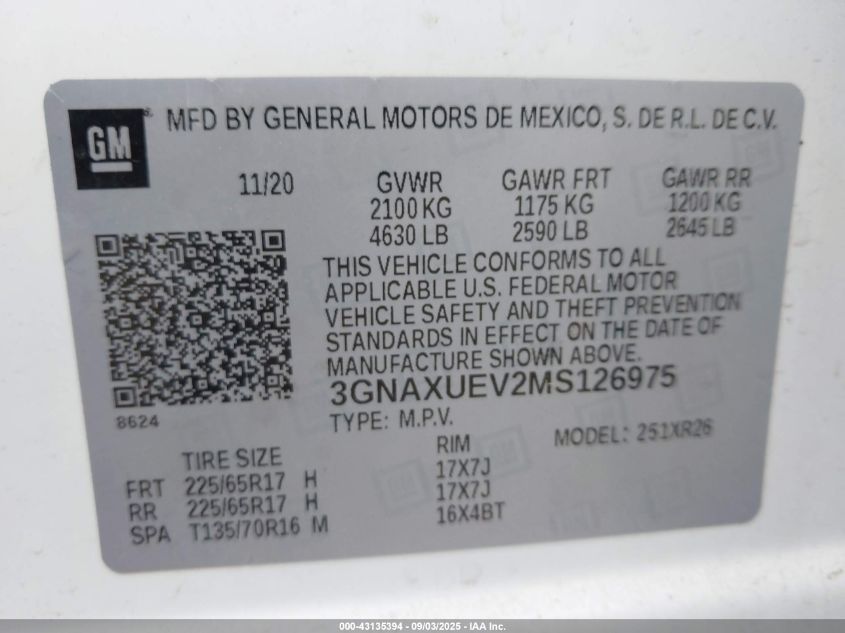 GM
MFD BY GENERAL MOTORS DE MEXICO, S. DE R.L. DE C.V.
11/20 GVWR GAWR FRT GAWR RR
2100 KG 1175 KG 1200 KG
4630 LB 2590 LB 2645 LB
THIS VEHICLE CONFORMS TO ALL
APPLICABLE U.S. FEDERAL MOTOR
VEHICLE SAFETY AND THEFT PREVENTION
STANDARDS IN EFFECT ON THE DATE OF
MANUFACTURE SHOWN ABOVE.
3GNAXUEV2MS126975
8624
TYPE: M.P.V. MODEL: 251XR26
TIRE SIZE RIM
FRT 225/65R17 H 17X7J
RR 225/65R17 H 17X7J
SPA T135/70R16 M 16X4BT
000-43135394 - 09/03/2025 - IAA Inc.